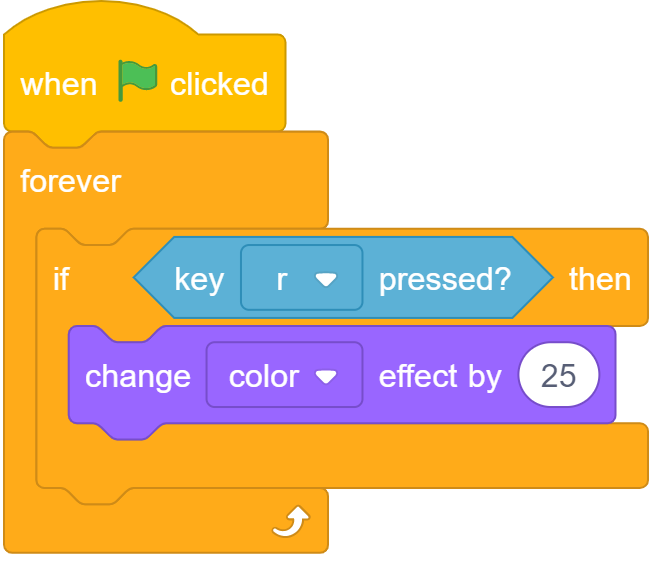 when clicked
forever
if key r pressed? then
change color effect by 25